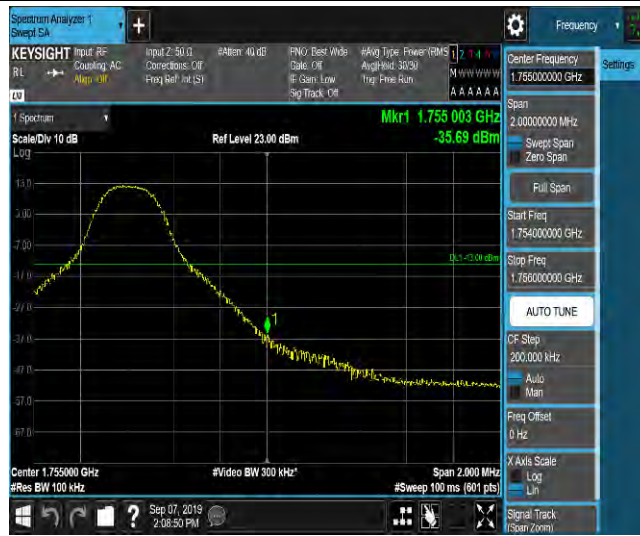 Spectrum Analyzer 1
Swept SA
Frequency
KEYSIGHT
RL
Input: RF
Coupling: AC
Align: Off
Input Z: 50 Ω
Corrections: Off
Freq Ref: Int (S)
#Atten: 40 dB
PNO: Best Wide
Gate: Off
IF Gain: Low
Sig Track: Off
#Avg Type: Power (RMS
Avg|Hold: 30/30
Trig: Free Run
M W W W W W
A A A A A A
LW
1 Spectrum
Scale/Div 10 dB
Ref Level 23.00 dBm
Mkr1 1.755 003 GHz
-35.69 dBm
Log
13.0
3.00
-7.00
-17.0
-27.0
-37.0
-47.0
-57.0
-67.0
DL1 -13.00 dBm
1
Center 1.755000 GHz
#Video BW 300 kHz*
Span 2.000 MHz
#Res BW 100 kHz
#Sweep 100 ms (601 pts)
Sep 07, 2019
2:08:50 PM
Center Frequency
1.755000000 GHz
Settings
Span
2.00000000 MHz
Swept Span
Zero Span
Full Span
Start Freq
1.754000000 GHz
Stop Freq
1.756000000 GHz
AUTO TUNE
CF Step
200.000 kHz
Auto
Man
Freq Offset
0 Hz
X Axis Scale
Log
Lin
Signal Track
(Span Zoom)